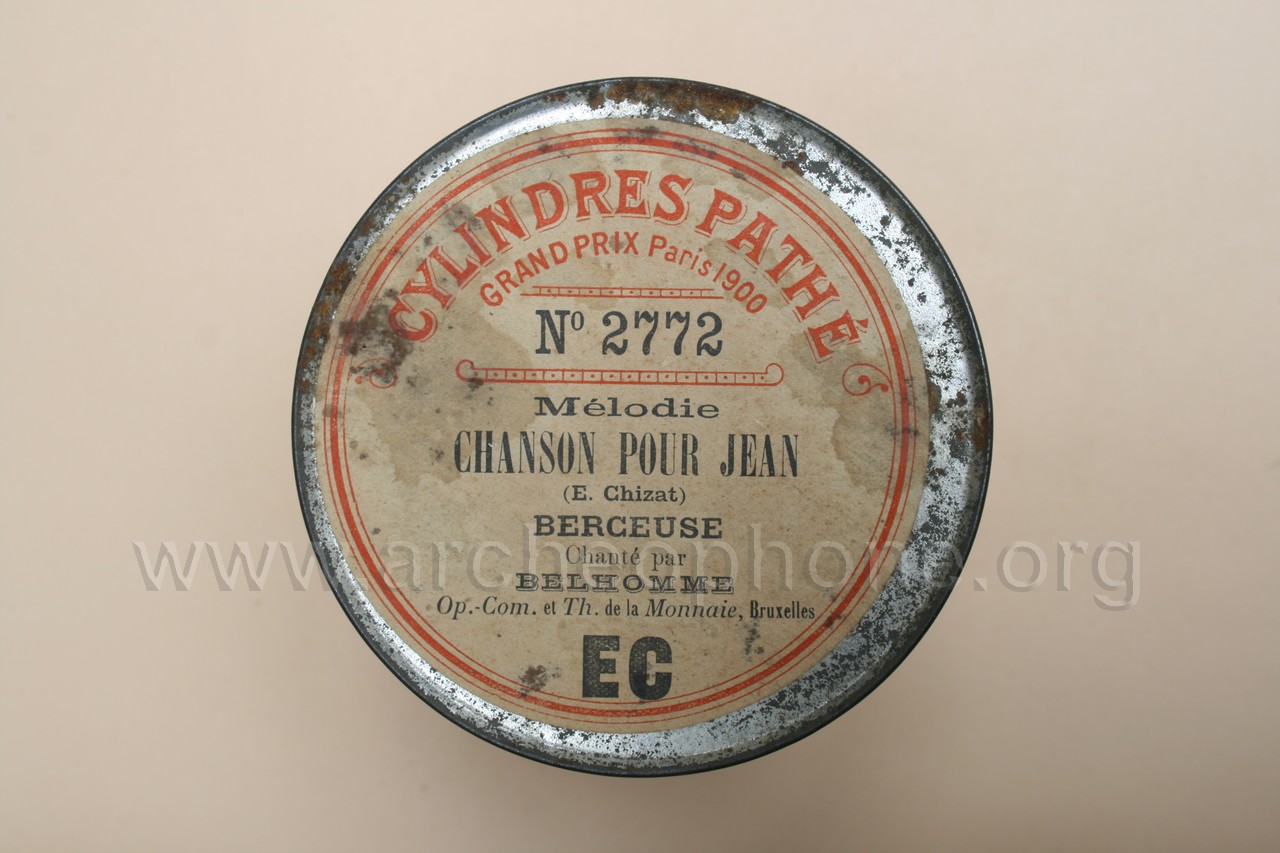 CYLINDRES PATHÉ
GRAND PRIX Paris 1900
Nº 2772
Mélodie
CHANSON POUR JEAN
(E. Chizat)
BERCEUSE
Chanté par
BELHOMME
Op.-Com. et Th. de la Monnaie, Bruxelles
EC
www.archeophone.org